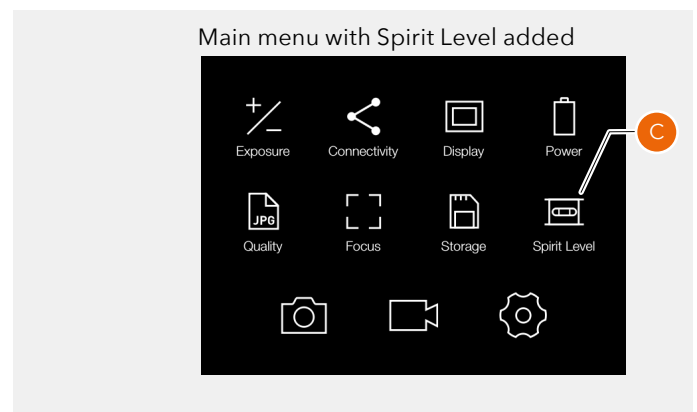 Main menu with Spirit Level added
Exposure Connectivity Display Power
C
JPG
Quality Focus Storage Spirit Level